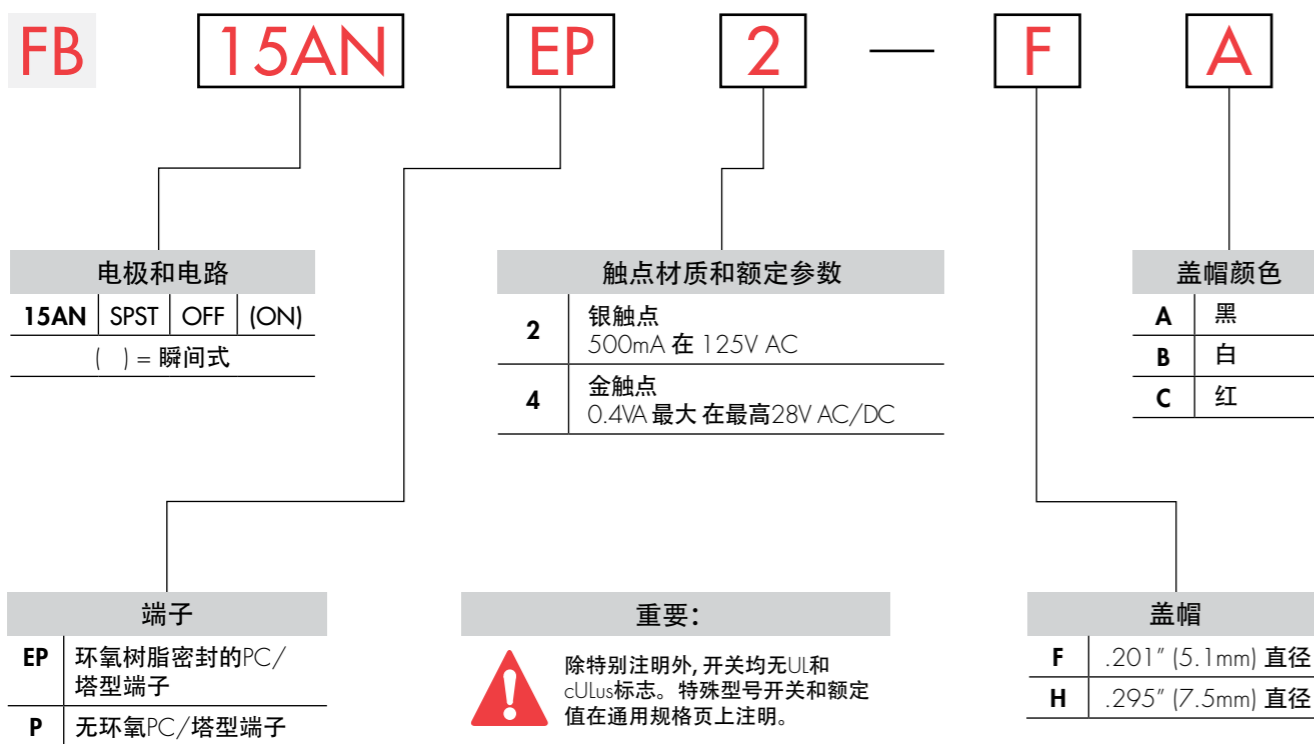 FB 15AN EP 2 — F A
电极和电路
15AN SPST OFF (ON)
( ) = 瞬间式
触点材质和额定参数
2 银触点
500mA 在 125V AC
4 金触点
0.4VA 最大 在最高28V AC/DC
盖帽颜色
A 黑
B 白
C 红
端子
EP 环氧树脂密封的PC/
塔型端子
P 无环氧PC/塔型端子
重要:
除特别注明外, 开关均无UL和
cULus标志。特殊型号开关和额定
值在通用规格页上注明。
盖帽
F .201" (5.1mm) 直径
H .295" (7.5mm) 直径